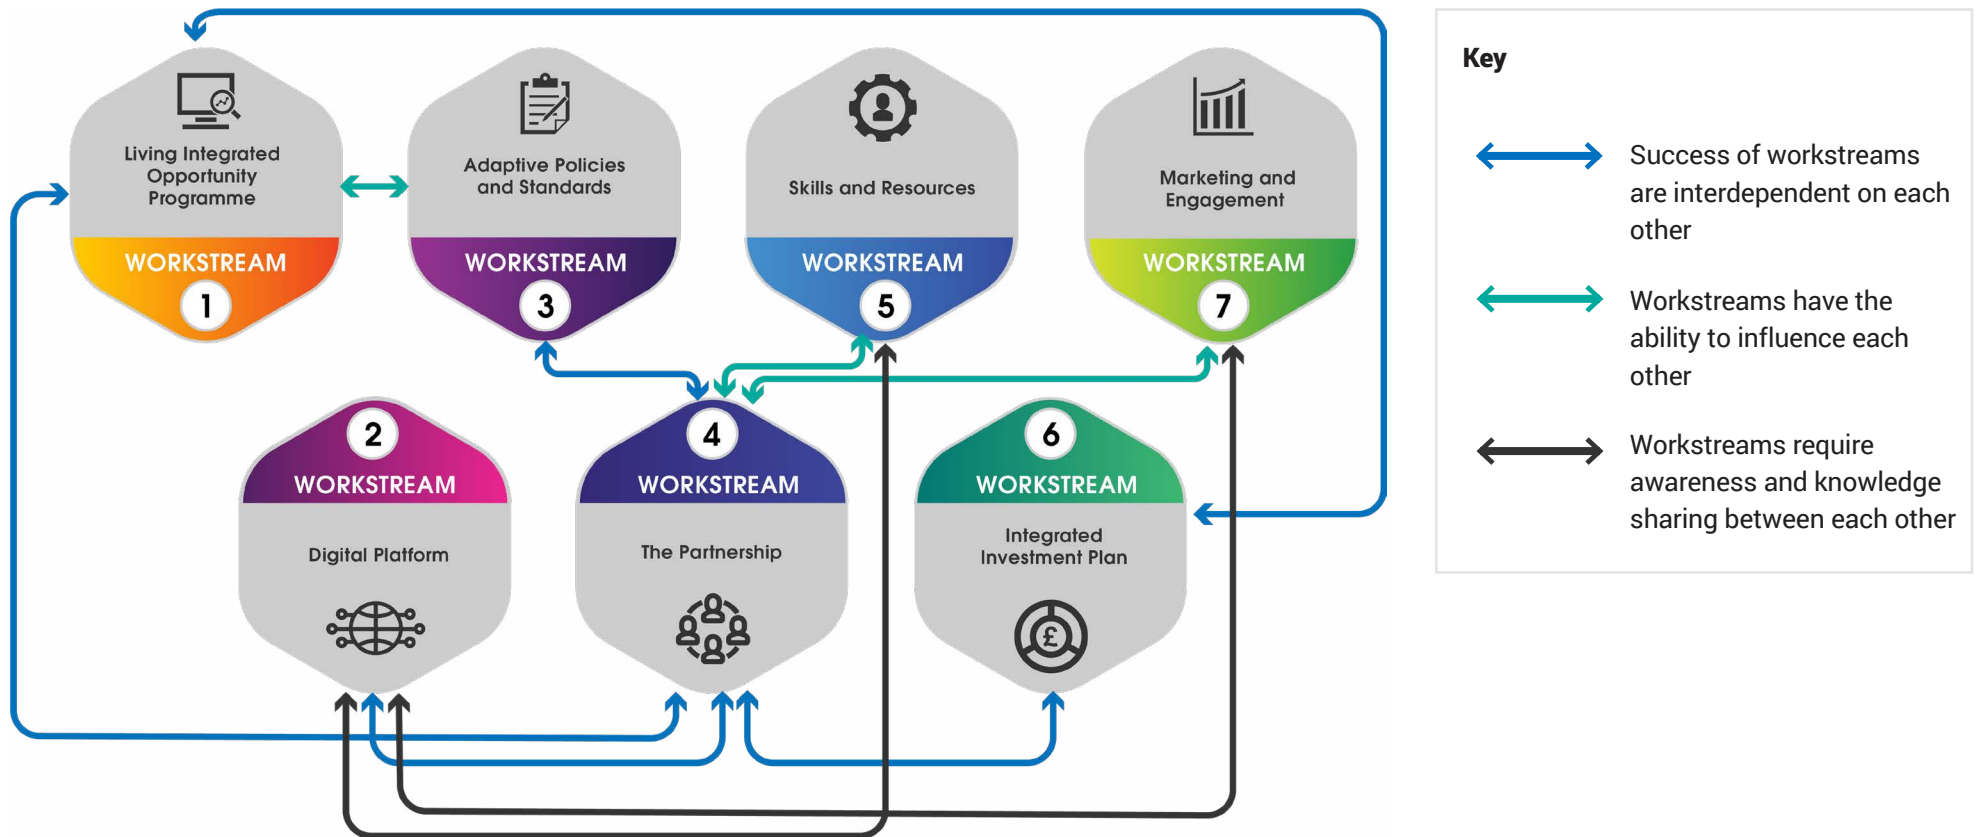 Living Integrated
Opportunity
Programme
WORKSTREAM
1
Adaptive Policies
and Standards
WORKSTREAM
3
Skills and Resources
WORKSTREAM
5
Marketing and
Engagement
WORKSTREAM
7
2
WORKSTREAM
Digital Platform
4
WORKSTREAM
The Partnership
6
WORKSTREAM
Integrated
Investment Plan
£
Key
Success of workstreams
are interdependent on each
other
Workstreams have the
ability to influence each
other
Workstreams require
awareness and knowledge
sharing between each other